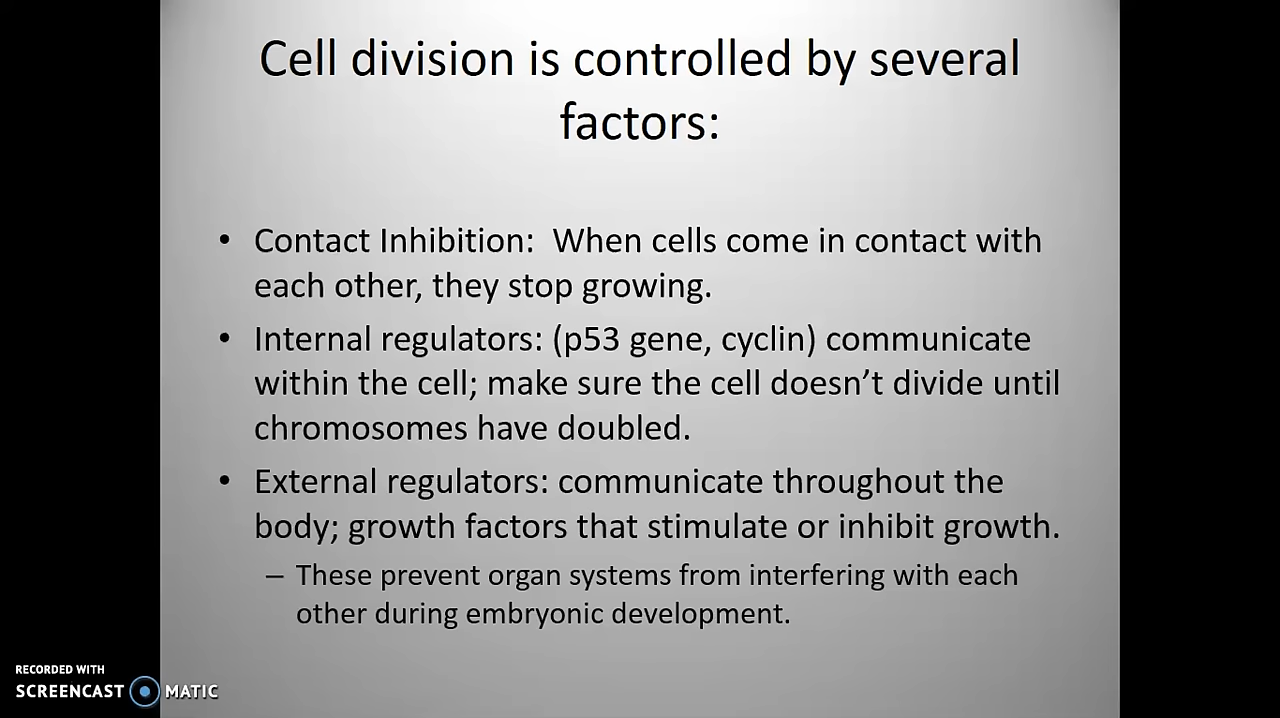 Cell division is controlled by several
factors:
• Contact Inhibition:  When cells come in contact with
each other, they stop growing.
• Internal regulators: (p53 gene, cyclin) communicate
within the cell; make sure the cell doesn’t divide until
chromosomes have doubled.
• External regulators: communicate throughout the
body; growth factors that stimulate or inhibit growth.
– These prevent organ systems from interfering with each
other during embryonic development.
RECORDED WITH
SCREENCAST MATIC